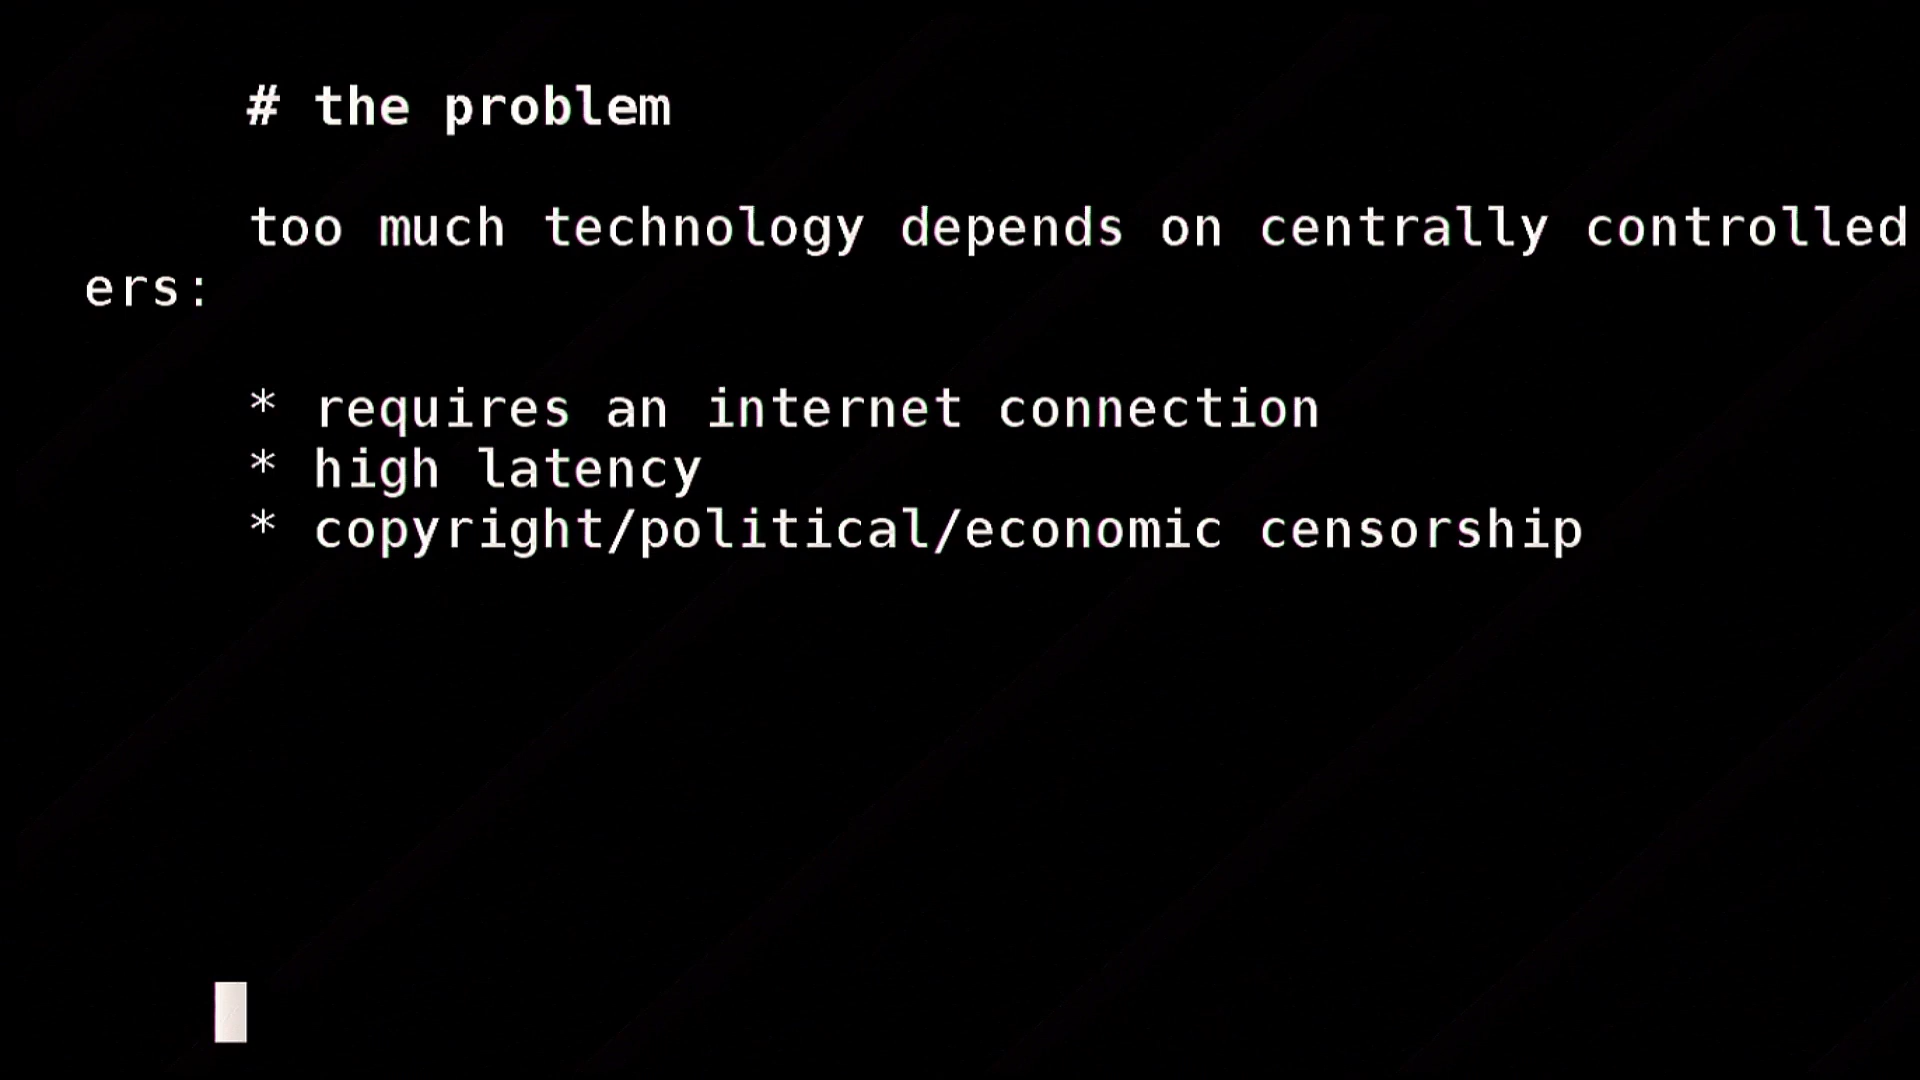 # the problem
too much technology depends on centrally controlled
ers:
* requires an internet connection
* high latency
* copyright/political/economic censorship